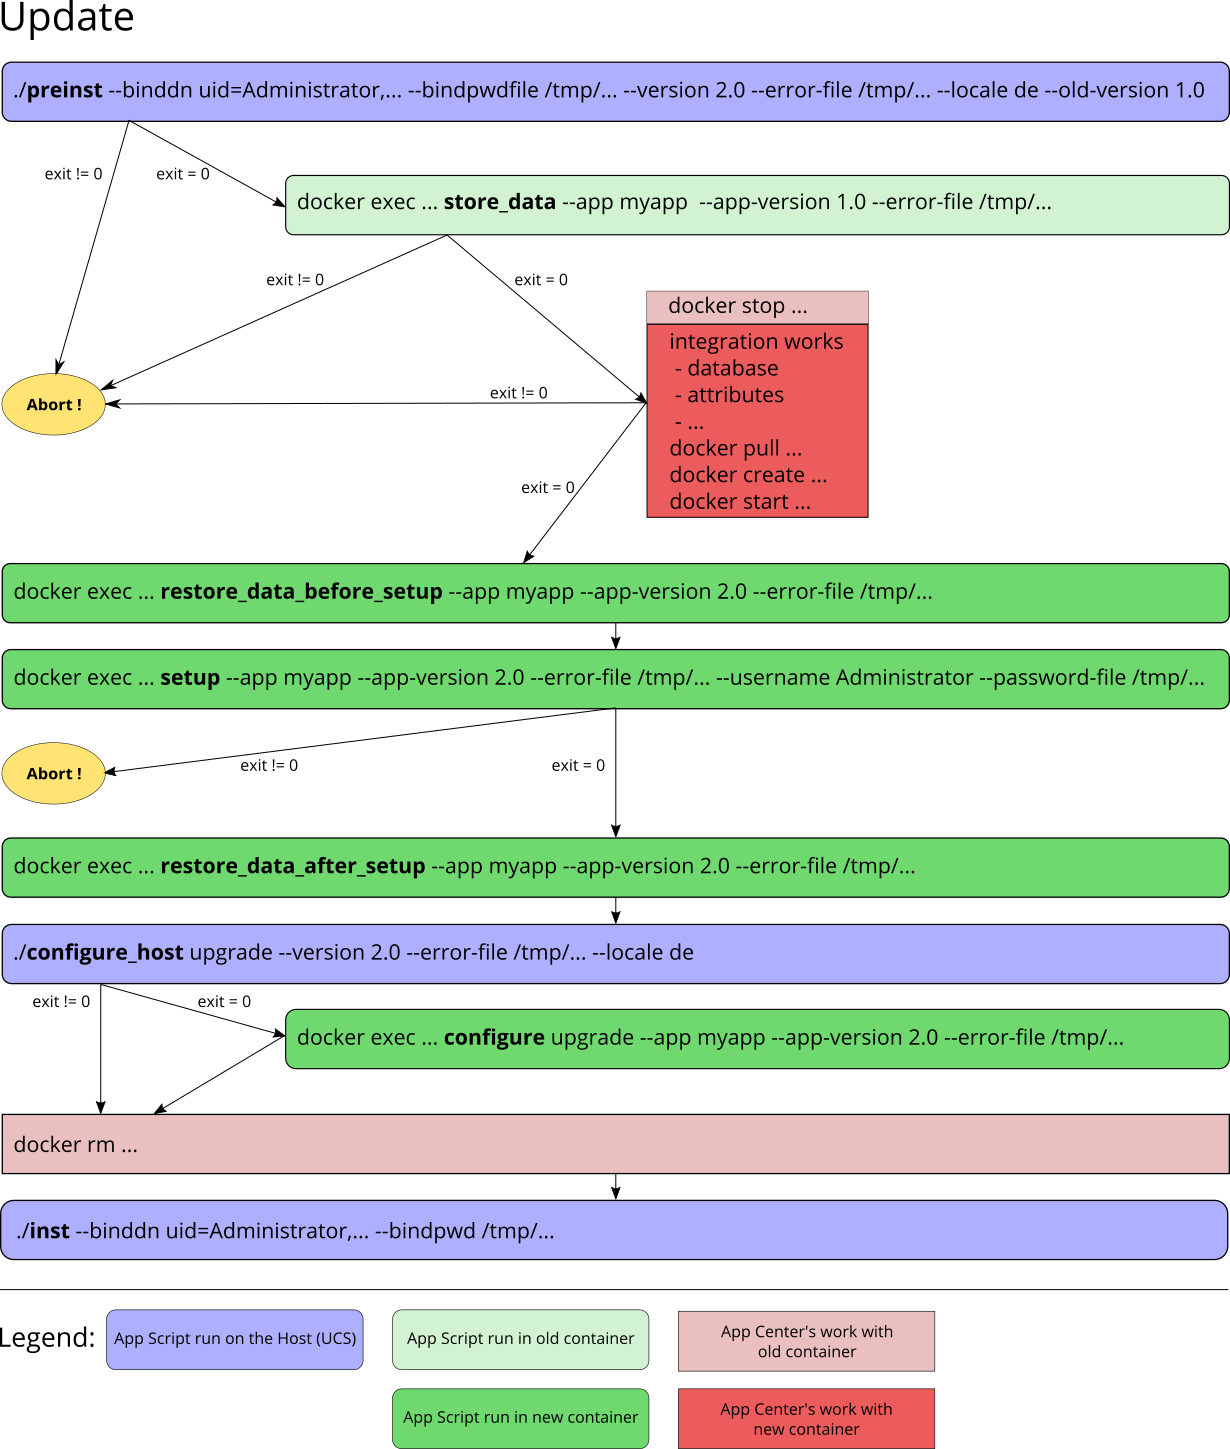 Update
./preinst --binddn uid=Administrator,... --bindpwdfile /tmp/... --version 2.0 --error-file /tmp/... --locale de --old-version 1.0
exit != 0
exit = 0
docker exec ... store_data --app myapp  --app-version 1.0 --error-file /tmp/...
exit != 0
exit = 0
docker stop ...
integration works
- database
- attributes
- ...
docker pull ...
docker create ...
docker start ...
exit != 0
Abort !
exit = 0
docker exec ... restore_data_before_setup --app myapp --app-version 2.0 --error-file /tmp/...
docker exec ... setup --app myapp --app-version 2.0 --error-file /tmp/... --username Administrator --password-file /tmp/...
Abort !
exit != 0
exit = 0
docker exec ... restore_data_after_setup --app myapp --app-version 2.0 --error-file /tmp/...
./configure_host upgrade --version 2.0 --error-file /tmp/... --locale de
exit != 0
exit = 0
docker exec ... configure upgrade --app myapp --app-version 2.0 --error-file /tmp/...
docker rm ...
./inst --binddn uid=Administrator,... --bindpwd /tmp/...
Legend:
App Script run on the Host (UCS)
App Script run in old container
App Center's work with
old container
App Script run in new container
App Center's work with
new container